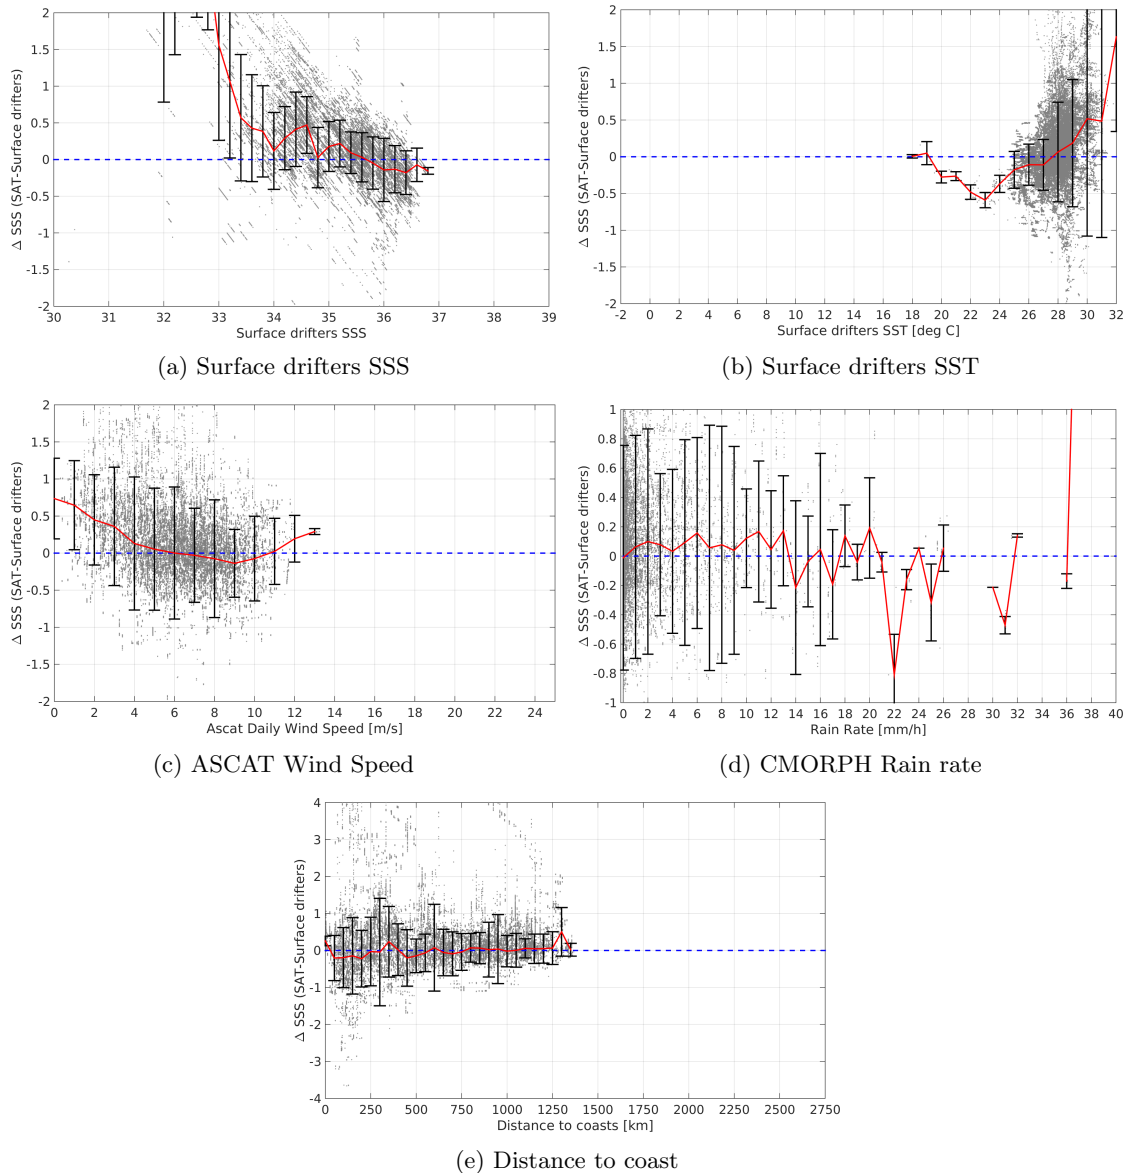 Δ SSS (SAT-Surface drifters)
2
1.5
1
0.5
0
-0.5
-1
-1.5
-2
30 31 32 33 34 35 36 37 38 39
Surface drifters SSS
(a) Surface drifters SSS
Δ SSS (SAT-Surface drifters)
2
1.5
1
0.5
0
-0.5
-1
-1.5
-2
-2 0 2 4 6 8 10 12 14 16 18 20 22 24 26 28 30 32
Surface drifters SST [deg C]
(b) Surface drifters SST
Δ SSS (SAT-Surface drifters)
2
1.5
1
0.5
0
-0.5
-1
-1.5
-2
0 2 4 6 8 10 12 14 16 18 20 22 24
Ascat Daily Wind Speed [m/s]
(c) ASCAT Wind Speed
Δ SSS (SAT-Surface drifters)
1
0.8
0.6
0.4
0.2
0
-0.2
-0.4
-0.6
-0.8
-1
0 2 4 6 8 10 12 14 16 18 20 22 24 26 28 30 32 34 36 38 40
Rain Rate [mm/h]
(d) CMORPH Rain rate
Δ SSS (SAT-Surface drifters)
4
3
2
1
0
-1
-2
-3
-4
0 250 500 750 1000 1250 1500 1750 2000 2250 2500 2750
Distance to coasts [km]
(e) Distance to coast